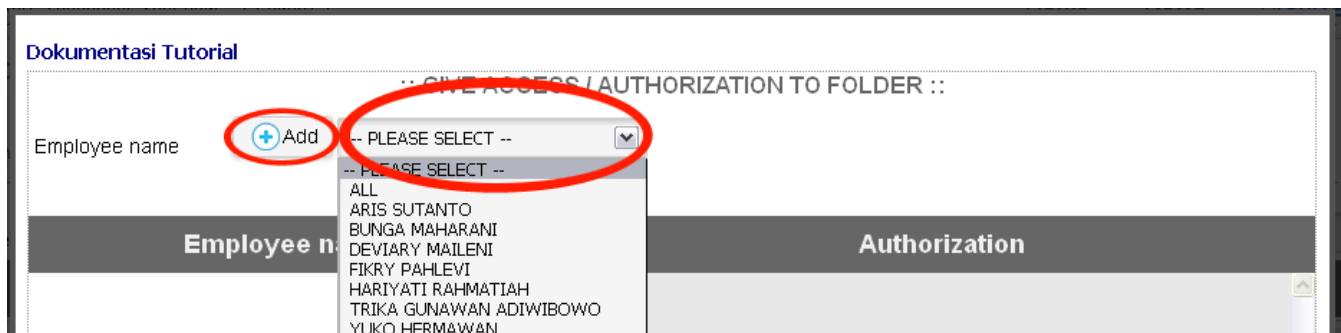 Dokumentasi Tutorial
:: GIVE ACCESS / AUTHORIZATION TO FOLDER ::
Employee name
Add
-- PLEASE SELECT --
-- PLEASE SELECT --
ALL
ARIS SUTANTO
BUNGA MAHARANI
DEVIARY MAILENI
FIKRY PAHLEVI
HARIYATI RAHMATIAH
TRIKA GUNAWAN ADIWIBOWO
YUKO HERMAWAN
Employee n
Authorization